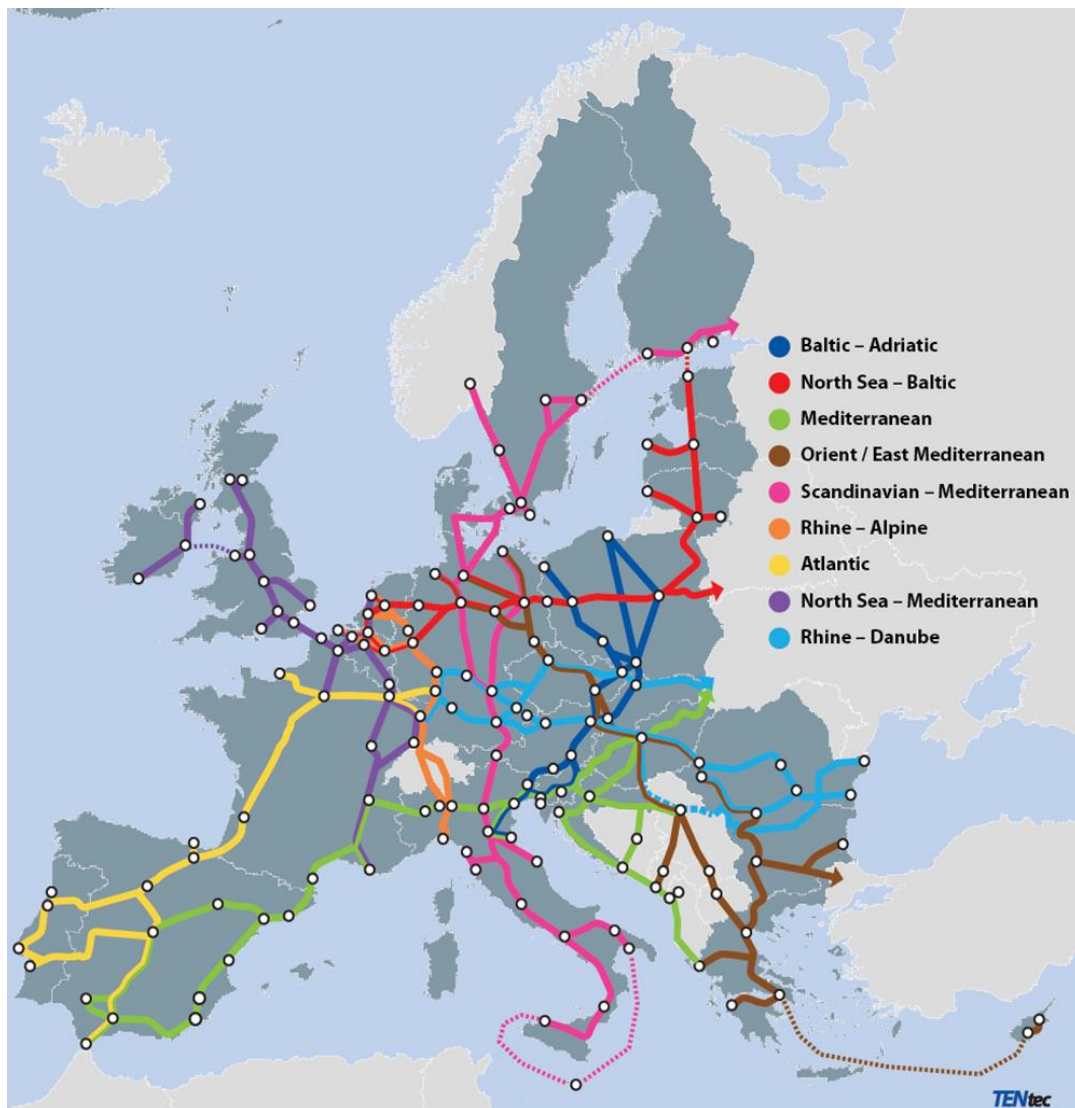 Baltic – Adriatic
North Sea – Baltic
Mediterranean
Orient / East Mediterranean
Scandinavian – Mediterranean
Rhine – Alpine
Atlantic
North Sea – Mediterranean
Rhine – Danube
TENtec